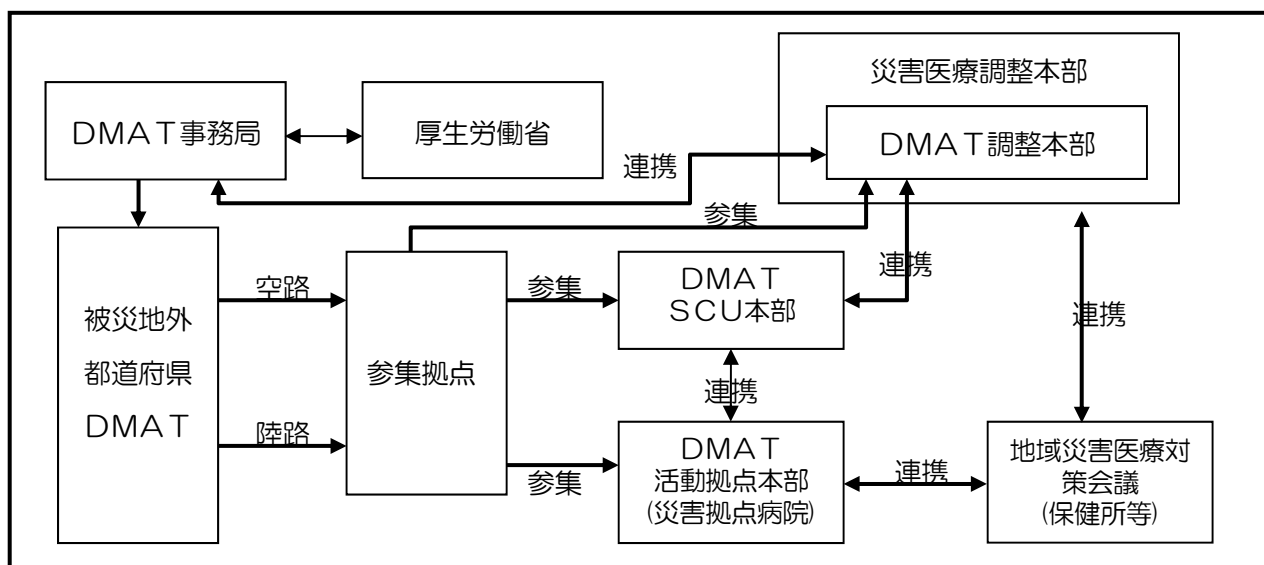 災害医療調整本部
DMAT事務局
厚生労働省
DMAT調整本部
連携
参集
被災地外
都道府県
DMAT
空路
陸路
参集拠点
参集
参集
DMAT
SCU本部
連携
連携
DMAT
活動拠点本部
(災害拠点病院)
連携
連携
地域災害医療対
策会議
(保健所等)